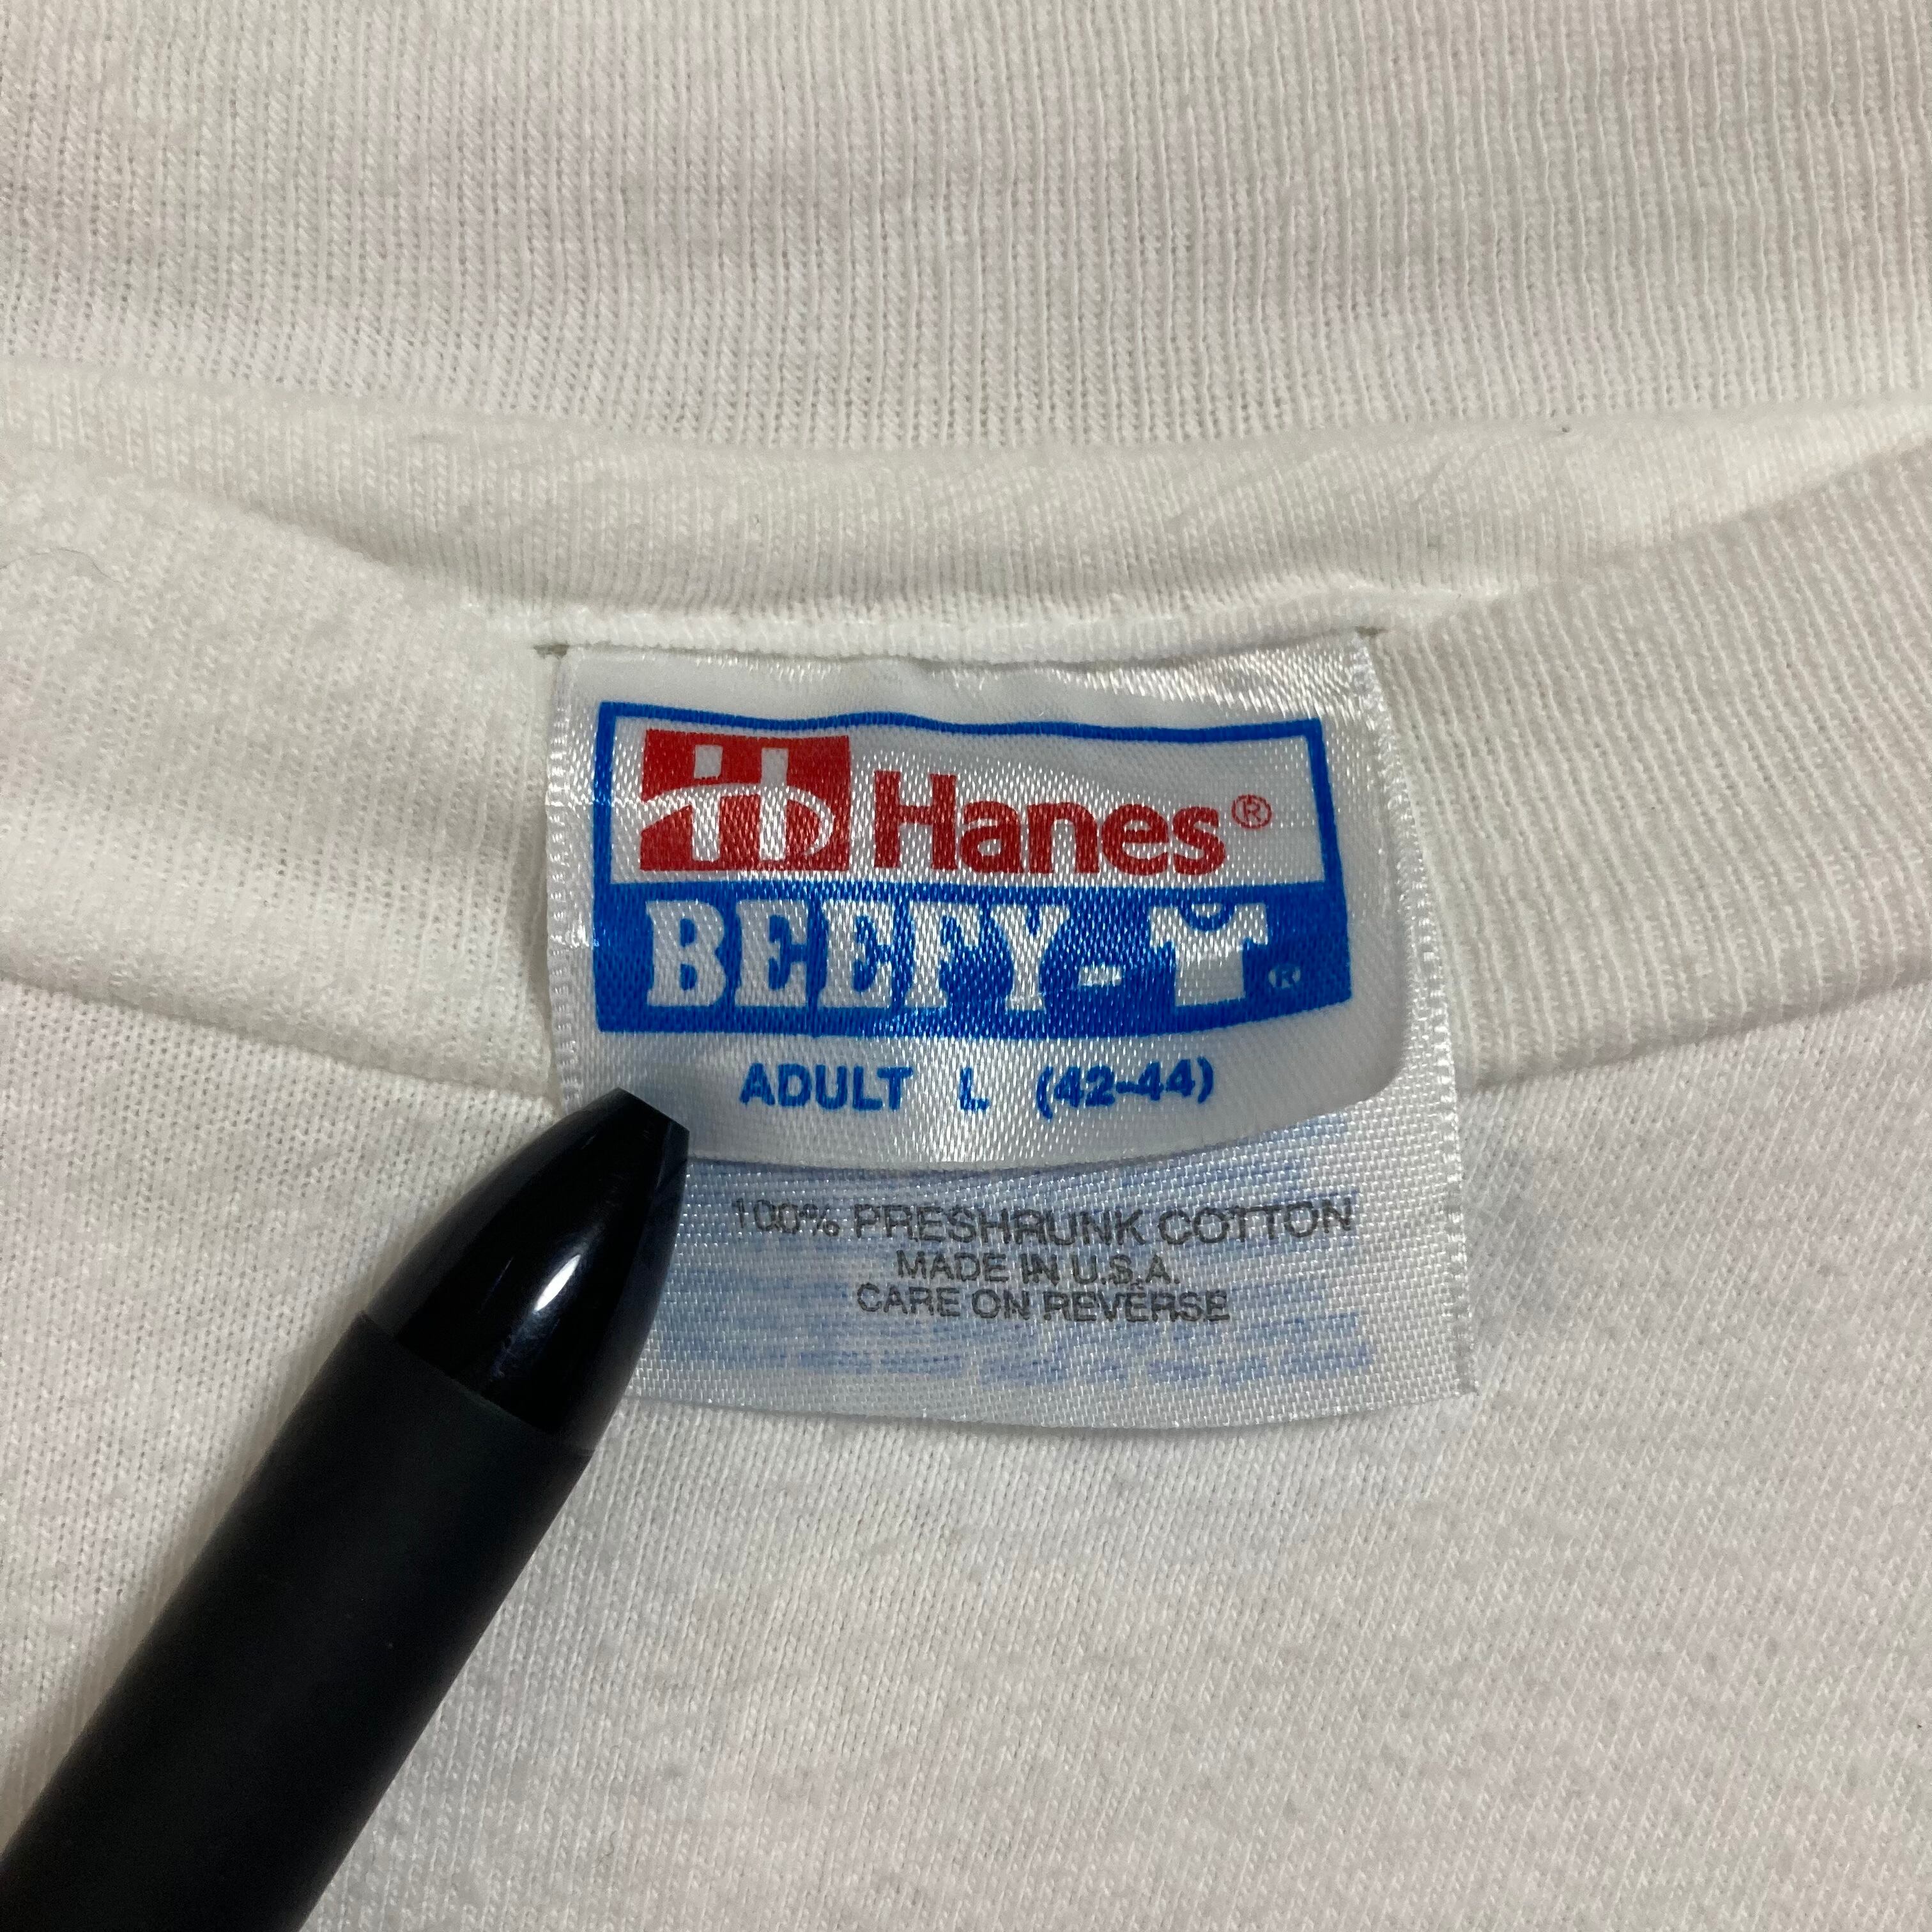 Hanes®
BEEFY-T®
ADULT L (42-44)
100% PRESHRUNK COTTON
MADE IN U.S.A.
CARE ON REVERSE